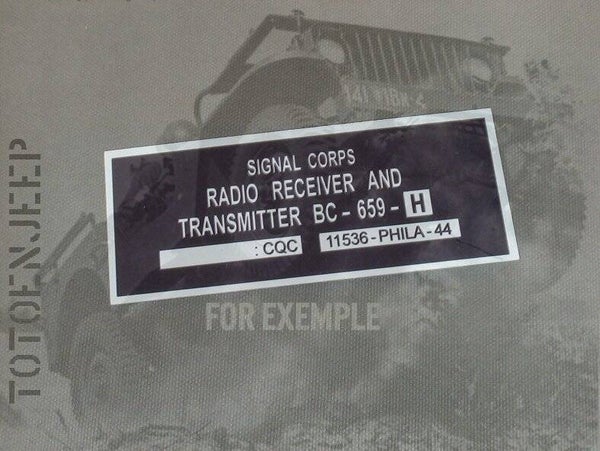 TOTOENJEEP
SIGNAL CORPS
RADIO RECEIVER AND
TRANSMITTER BC - 659 - H
: CQC 11536 - PHILA - 44
FOR EXEMPLE